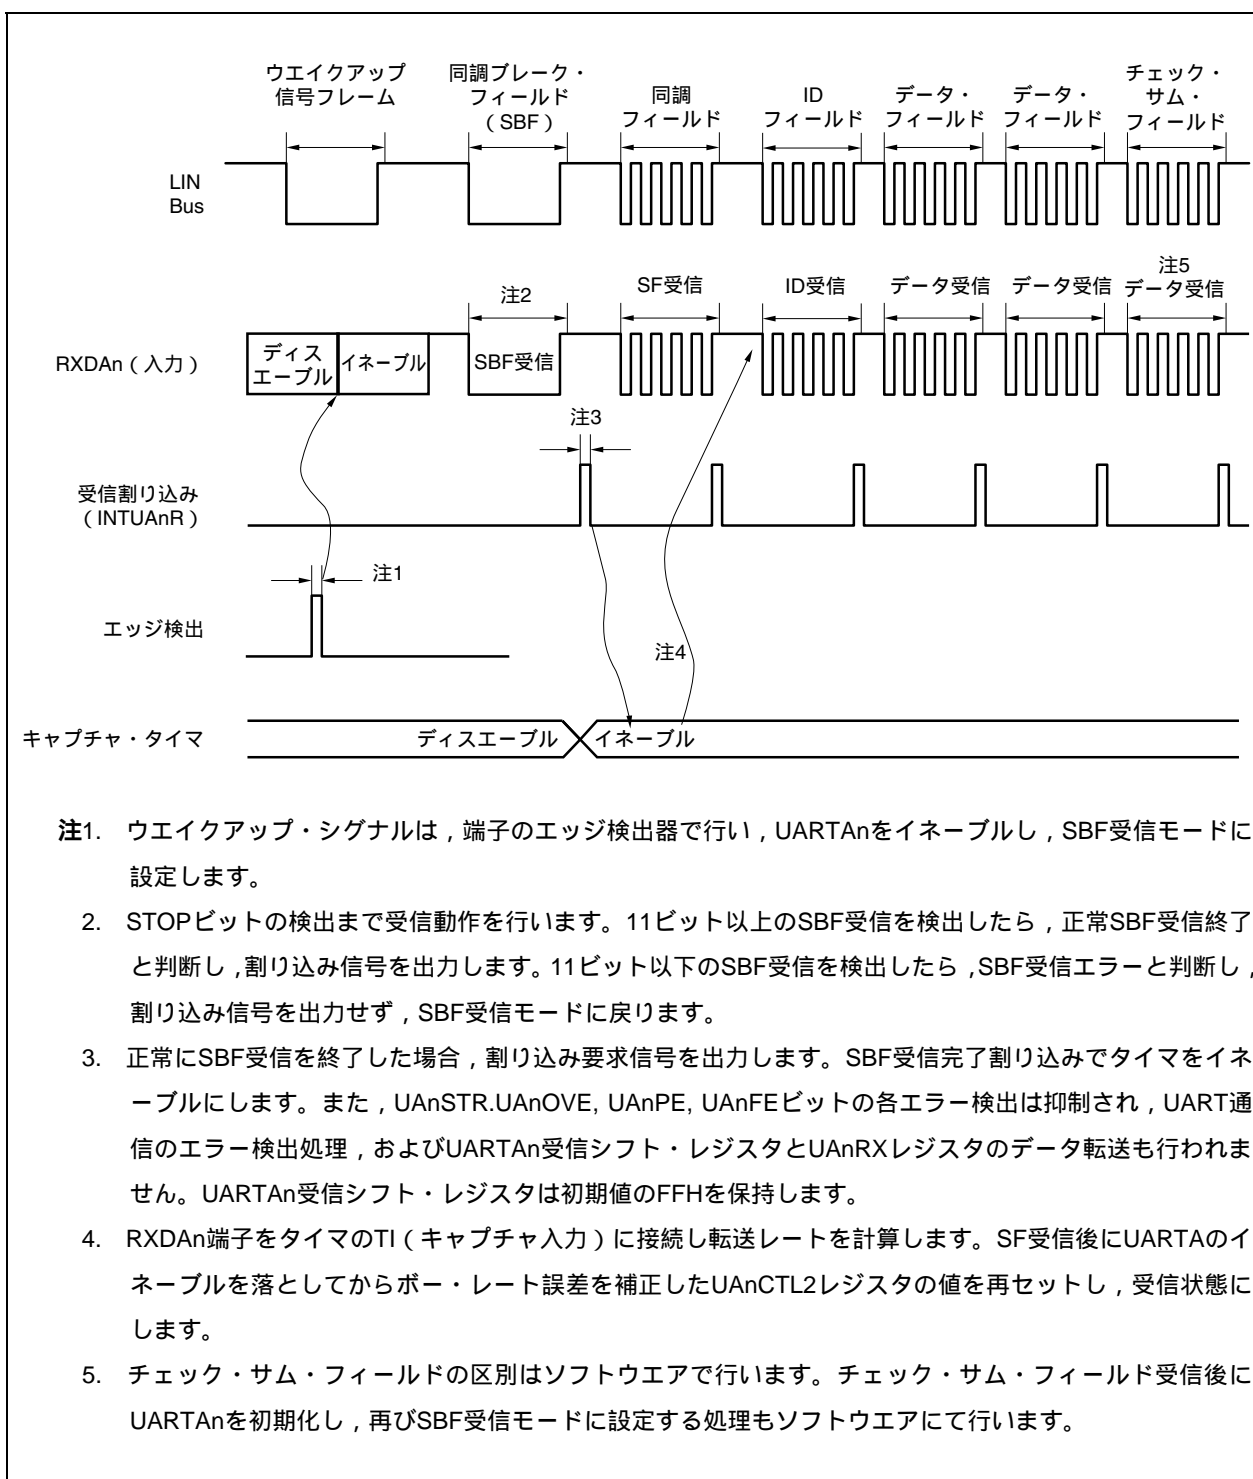 ウエイクアップ
信号フレーム
同調ブレーク・
フィールド
（SBF）
同調
フィールド
ID
フィールド
データ・
フィールド
データ・
フィールド
チェック・
サム・
フィールド
LIN
Bus
注2
SF受信
ID受信
データ受信
データ受信
注5
データ受信
RXDAn（入力）
ディス
エーブル
イネーブル
SBF受信
注3
受信割り込み
（INTUAnR）
注1
エッジ検出
注4
キャプチャ・タイマ
ディスエーブル
イネーブル
注1. ウエイクアップ・シグナルは，端子のエッジ検出器で行い，UARTAnをイネーブルし，SBF受信モードに
設定します。
2. STOPビットの検出まで受信動作を行います。11ビット以上のSBF受信を検出したら，正常SBF受信終了
と判断し，割り込み信号を出力します。11ビット以下のSBF受信を検出したら，SBF受信エラーと判断し，
割り込み信号を出力せず，SBF受信モードに戻ります。
3. 正常にSBF受信を終了した場合，割り込み要求信号を出力します。SBF受信完了割り込みでタイマをイネ
ーブルにします。また，UAnSTR.UAnOVE, UAnPE, UAnFEビットの各エラー検出は抑制され，UART通
信のエラー検出処理，およびUARTAn受信シフト・レジスタとUAnRXレジスタのデータ転送も行われま
せん。UARTAn受信シフト・レジスタは初期値のFFHを保持します。
4. RXDAn端子をタイマのTI（キャプチャ入力）に接続し転送レートを計算します。SF受信後にUARTAのイ
ネーブルを落としてからボー・レート誤差を補正したUAnCTL2レジスタの値を再セットし，受信状態に
します。
5. チェック・サム・フィールドの区別はソフトウエアで行います。チェック・サム・フィールド受信後に
UARTAnを初期化し，再びSBF受信モードに設定する処理もソフトウエアにて行います。